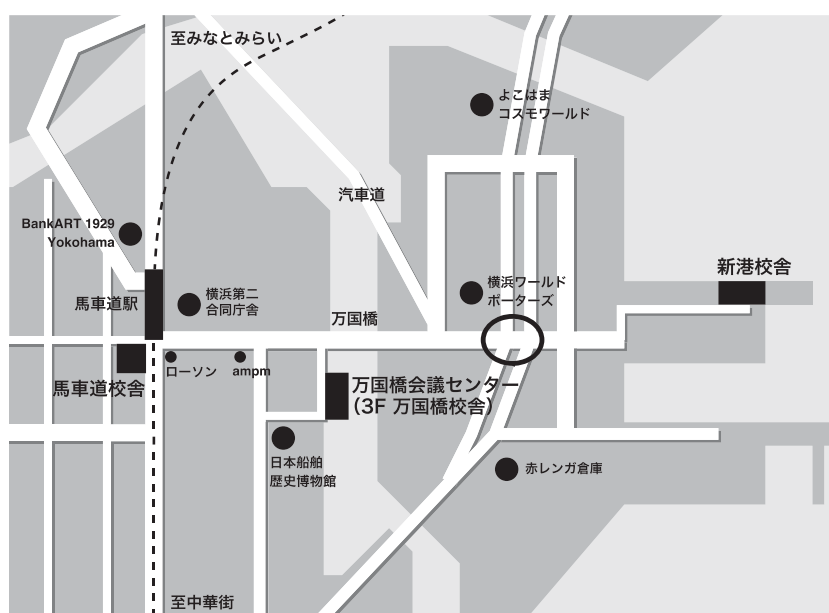 至みなとみらい
よこはま
コスモワールド
汽車道
BankART 1929
Yokohama
新港校舎
横浜ワールド
ポーターズ
馬車道駅
横浜第二
合同庁舎
万国橋
ローソン
ampm
馬車道校舎
万国橋会議センター
（3F 万国橋校舎）
日本船舶
歴史博物館
赤レンガ倉庫
至中華街